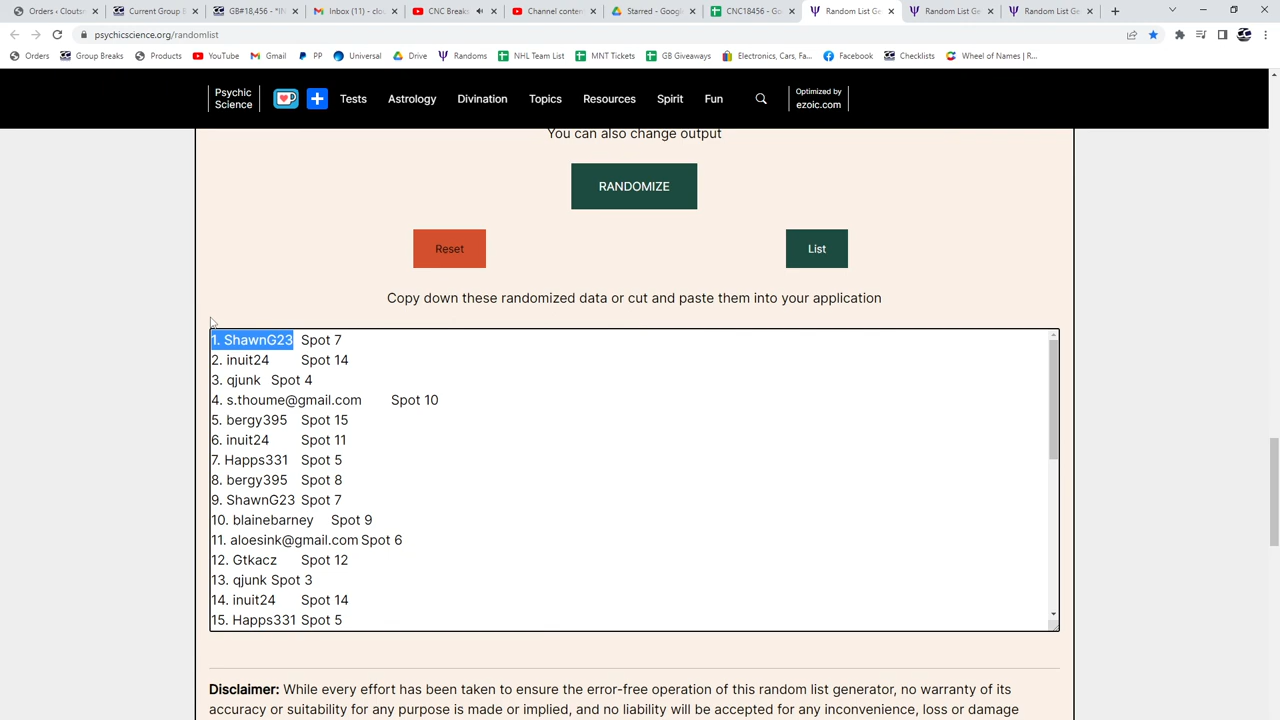 Orders < Cloutsn
Current Group B
GB#18,456 - *IN
Inbox (11) - clou
CNC Breaks
Channel conten
Starred - Google
CNC18456 - Go
Random List Ge
Random List Ge
Random List Ge
psychicscience.org/randomlist
Orders
Group Breaks
Products
YouTube
Gmail
PP
Universal
Drive
Randoms
NHL Team List
MNT Tickets
GB Giveaways
Electronics, Cars, Fa...
Facebook
Checklists
Wheel of Names | R...
Psychic
Science
Tests
Astrology
Divination
Topics
Resources
Spirit
Fun
Optimized by
ezoic.com
You can also change output
RANDOMIZE
Reset
List
Copy down these randomized data or cut and paste them into your application
1. ShawnG23 Spot 7
2. inuit24 Spot 14
3. qjunk Spot 4
4. s.thoume@gmail.com Spot 10
5. bergy395 Spot 15
6. inuit24 Spot 11
7. Happs331 Spot 5
8. bergy395 Spot 8
9. ShawnG23 Spot 7
10. blainebarney Spot 9
11. aloesink@gmail.com Spot 6
12. Gtkacz Spot 12
13. qjunk Spot 3
14. inuit24 Spot 14
15. Happs331 Spot 5
Disclaimer: While every effort has been taken to ensure the error-free operation of this random list generator, no warranty of its
accuracy or suitability for any purpose is made or implied, and no liability will be accepted for any inconvenience, loss or damage